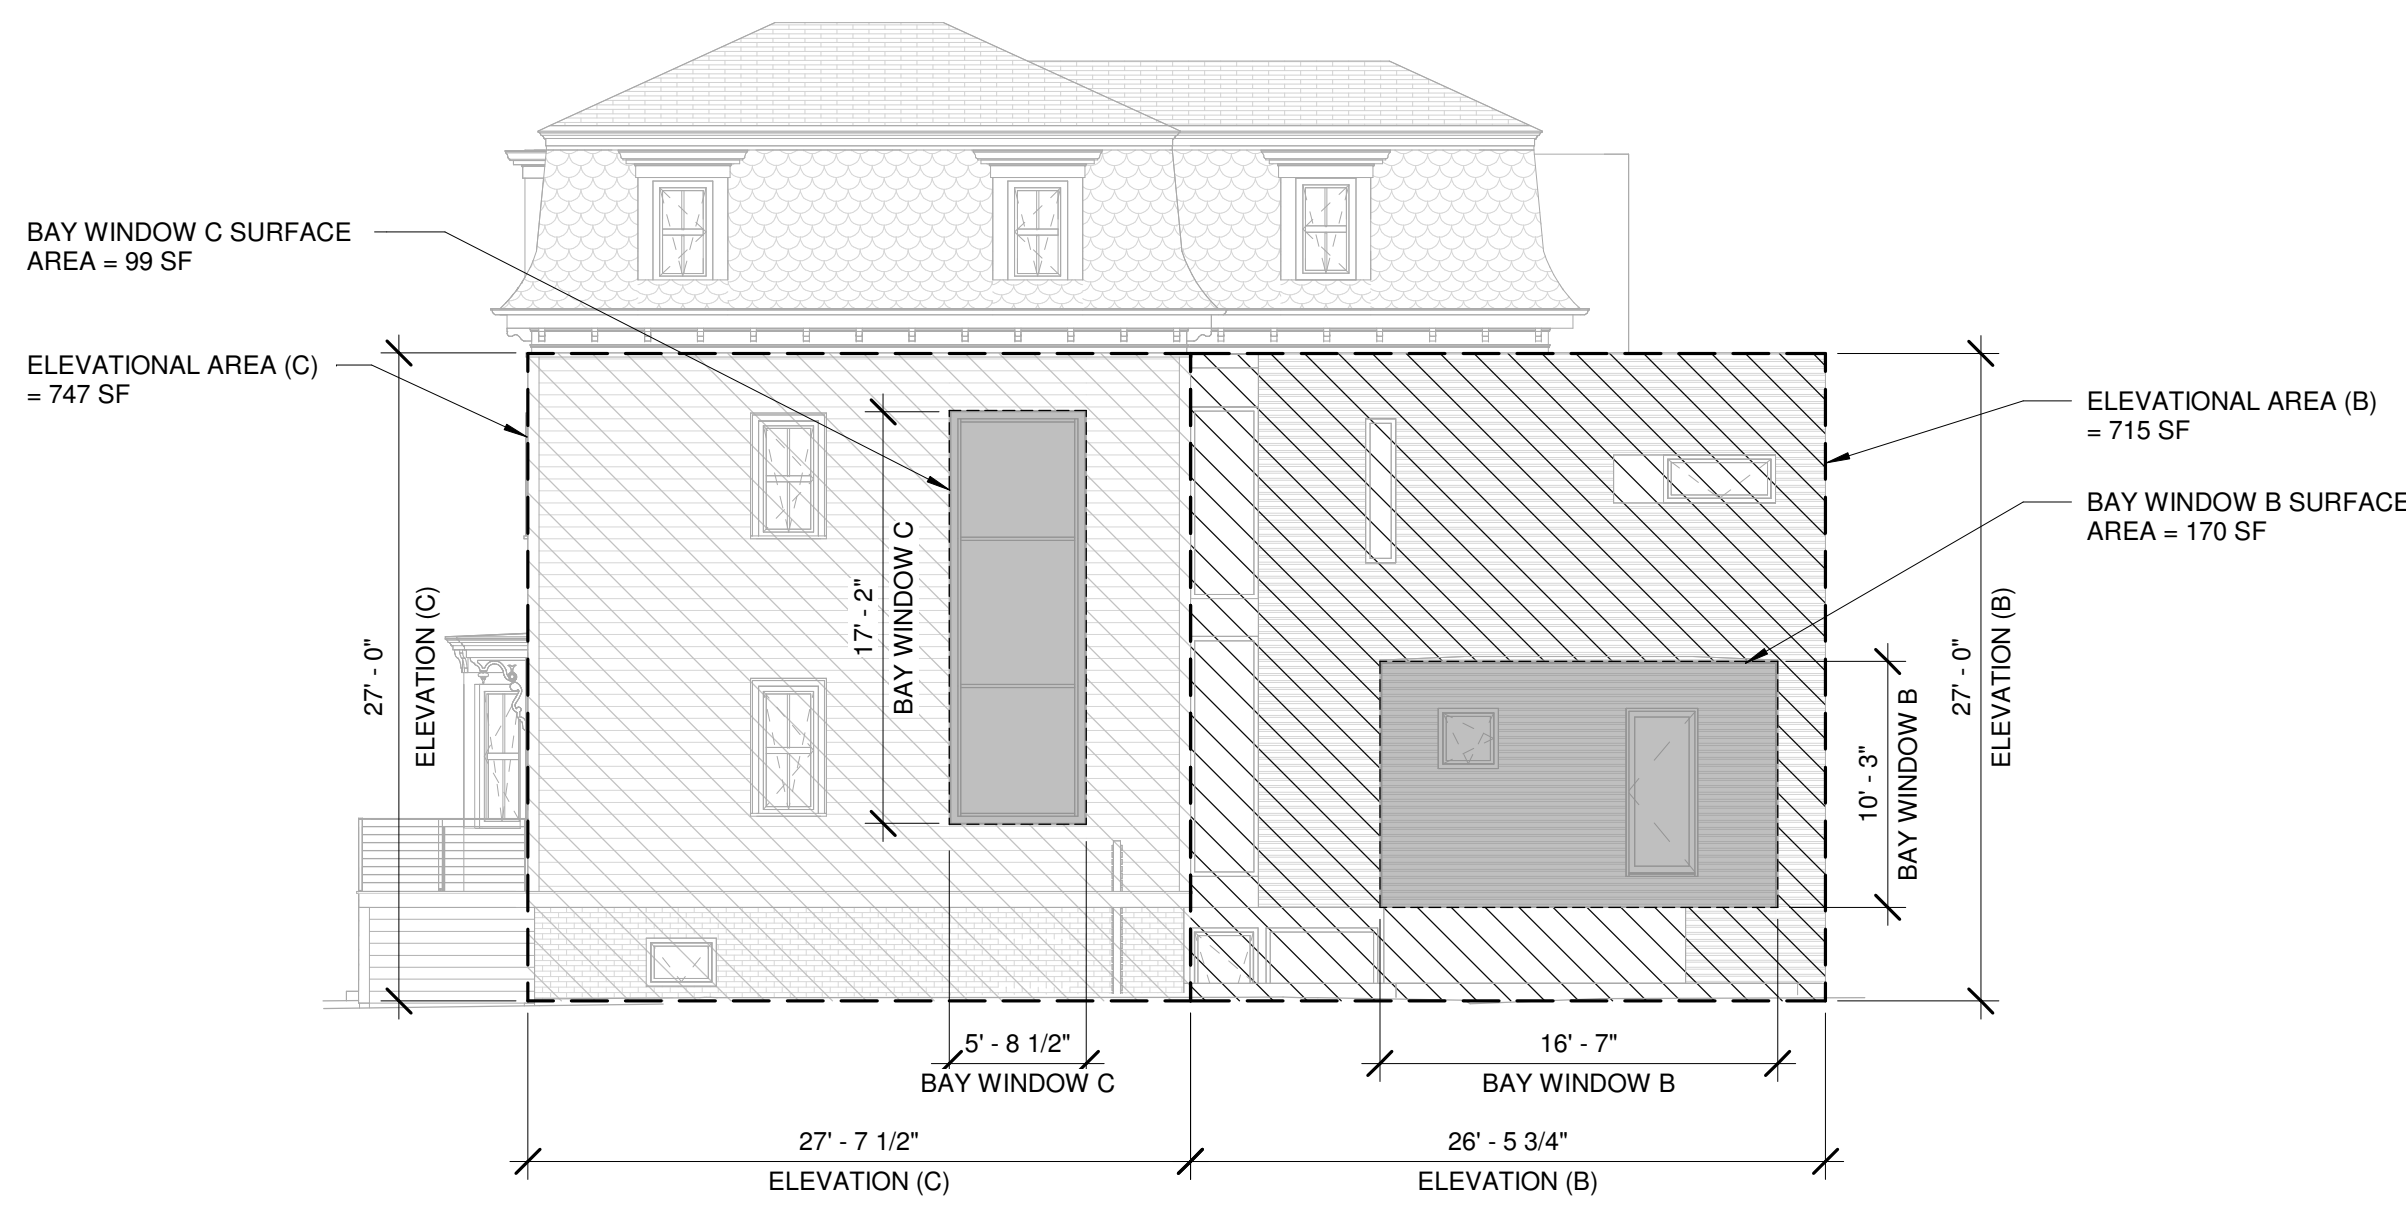 BAY WINDOW C SURFACE
AREA = 99 SF
ELEVATIONAL AREA (C)
= 747 SF
ELEVATIONAL AREA (B)
= 715 SF
BAY WINDOW B SURFACE
AREA = 170 SF
27' - 0"
ELEVATION (C)
17' - 2"
BAY WINDOW C
10' - 3"
BAY WINDOW B
27' - 0"
ELEVATION (B)
5' - 8 1/2"
BAY WINDOW C
16' - 7"
BAY WINDOW B
27' - 7 1/2"
ELEVATION (C)
26' - 5 3/4"
ELEVATION (B)